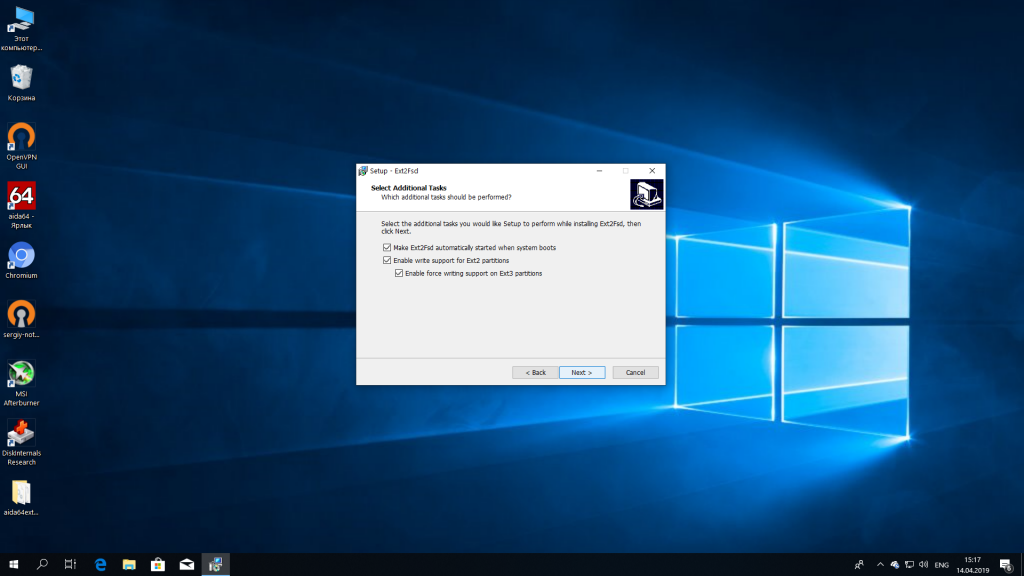 Этот
компьютер...
Корзина
OpenVPN
GUI
64
aida64 -
Ярлык
Chromium
sergiy-not...
MSI
Afterburner
DiskInternals
Research
aida64ext...
Setup - Ext2Fsd
Select Additional Tasks
Which additional tasks should be performed?
Select the additional tasks you would like Setup to perform while installing Ext2Fsd, then
click Next.
Make Ext2Fsd automatically started when system boots
Enable write support for Ext2 partitions
Enable force writing support on Ext3 partitions
< Back
Next >
Cancel
ENG
15:17
14.04.2019
6